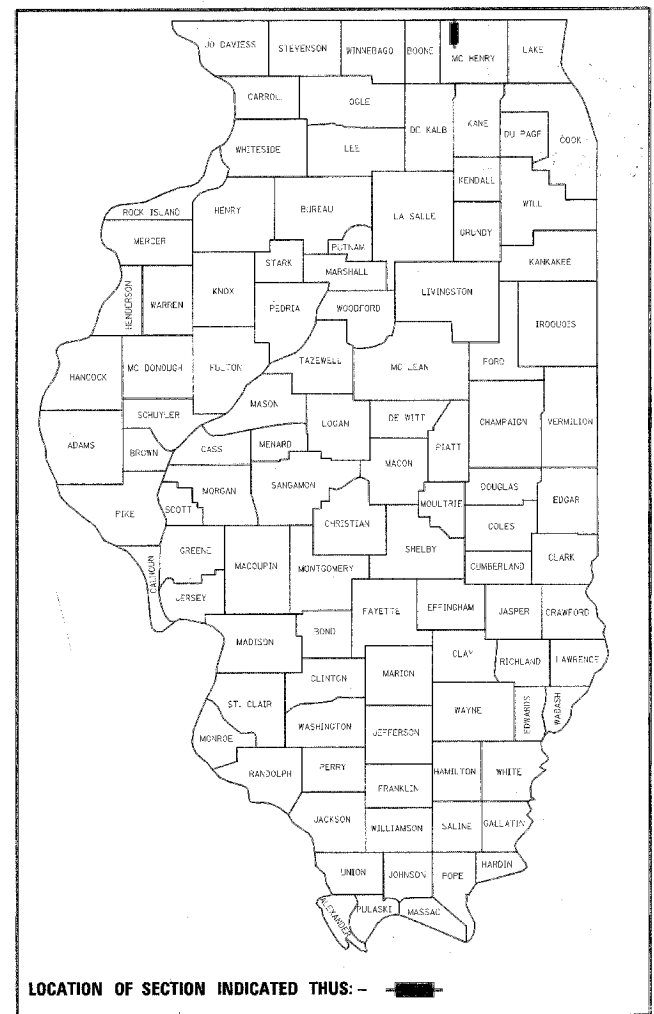 JO DAVIESS STEVENSON WINNEBAGO BOONE MC HENRY LAKE
CARROLL OGLE DE KALB KANE DU PAGE COOK
WHITESIDE LEE
KENDALL WILL
ROCK ISLAND HENRY BUREAU LA SALLE GRUNDY
MERCER PUTNAM
STARK MARSHALL KANKAKEE
HENDERSON WARREN KNOX PEORIA WOODFORD LIVINGSTON IROQUOIS
HANCOCK MC DONOUGH FULTON TAZEWELL MC LEAN FORD
SCHUYLER MASON
LOGAN DE WITT CHAMPAIGN VERMILION
ADAMS BROWN CASS MENARD PIATT
MACON
PIKE SCOTT MORGAN SANGAMON MOULTRIE DOUGLAS EDGAR
CHRISTIAN COLES
CALHOUN GREENE MACOUPIN MONTGOMERY SHELBY CUMBERLAND CLARK
JERSEY
FAYETTE EFFINGHAM JASPER CRAWFORD
MADISON BOND
CLAY RICHLAND LAWRENCE
CLINTON MARION
ST. CLAIR WAYNE EDWARDS WABASH
MONROE WASHINGTON JEFFERSON
RANDOLPH PERRY HAMILTON WHITE
FRANKLIN
JACKSON WILLIAMSON SALINE GALLATIN
UNION JOHNSON POPE HARDIN
ALEXANDER PULASKI MASSAC
LOCATION OF SECTION INDICATED THUS: -